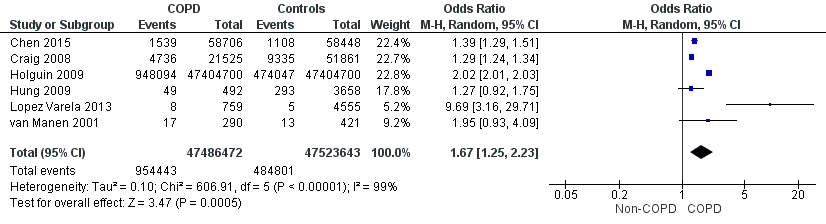 COPD Controls Odds Ratio Odds Ratio
Study or Subgroup Events Total Events Total Weight M-H, Random, 95% CI M-H, Random, 95% CI
Chen 2015 1539 58706 1108 58448 22.4% 1.39 [1.29, 1.51]
Craig 2008 4736 21525 9335 51861 22.7% 1.29 [1.24, 1.34]
Holguin 2009 948094 47404700 474047 47404700 22.8% 2.02 [2.01, 2.03]
Hung 2009 49 492 293 3658 17.8% 1.27 [0.92, 1.75]
Lopez Varela 2013 8 759 5 4555 5.2% 9.69 [3.16, 29.71]
van Manen 2001 17 290 13 421 9.2% 1.95 [0.93, 4.09]
Total (95% CI) 47486472 47523643 100.0% 1.67 [1.25, 2.23]
Total events 954443 484801
Heterogeneity: Tau² = 0.10; Chi² = 606.91, df = 5 (P < 0.00001); I² = 99%
Test for overall effect: Z = 3.47 (P = 0.0005)
0.05 0.2 1 5 20
Non-COPD COPD